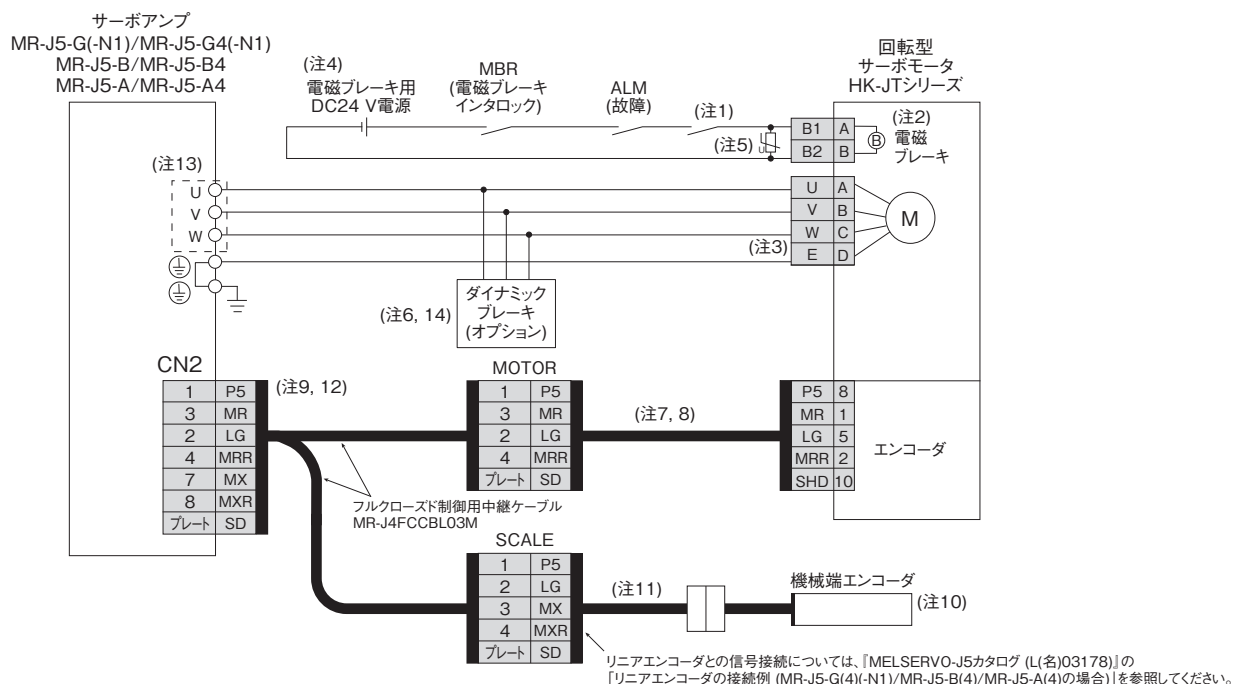 サーボアンプ
MR-J5-G(-N1)/MR-J5-G4(-N1)
MR-J5-B/MR-J5-B4
MR-J5-A/MR-J5-A4
(注4)
電磁ブレーキ用
DC24 V電源
MBR
(電磁ブレーキ
インタロック)
ALM
(故障)
(注1)
(注5)
U
回転型
サーボモータ
HK-JTシリーズ
B1 A
B2 B
B
(注2)
電磁
ブレーキ
(注13)
U
V
W
U A
V B
W C
E D
(注3)
M
(注6, 14)
ダイナミック
ブレーキ
(オプション)
CN2
1 P5
3 MR
2 LG
4 MRR
7 MX
8 MXR
プレート SD
(注9, 12)
MOTOR
1 P5
3 MR
2 LG
4 MRR
プレート SD
(注7, 8)
P5 8
MR 1
LG 5
MRR 2
SHD 10
エンコーダ
フルクローズド制御用中継ケーブル
MR-J4FCCBL03M
SCALE
1 P5
2 LG
3 MX
4 MXR
プレート SD
(注11)
機械端エンコーダ
(注10)
リニアエンコーダとの信号接続については、『MELSERVO-J5カタログ (L(名)03178)』の
「リニアエンコーダの接続例 (MR-J5-G(4)(-N1)/MR-J5-B(4)/MR-J5-A(4)の場合)」を参照してください。